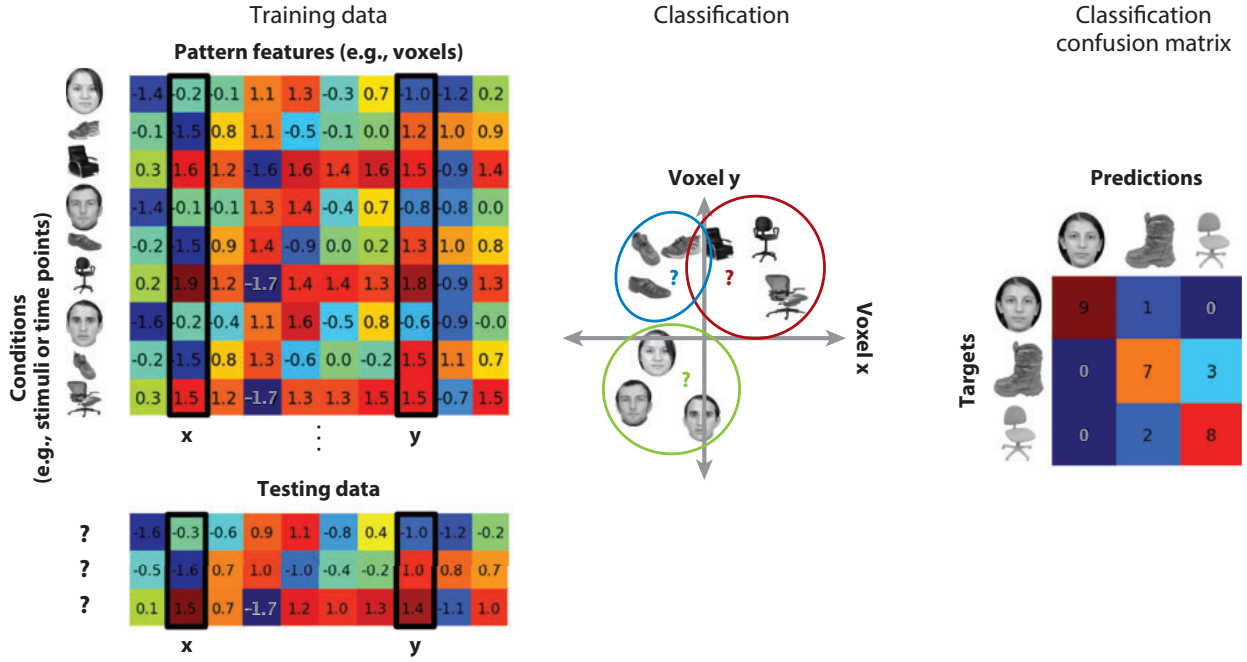 Training data
Classification
Classification
confusion matrix
Pattern features (e.g., voxels)
Conditions
(e.g., stimuli or time points)
-1.4 -0.2 -0.1 1.1 1.3 -0.3 0.7 -1.0 -1.2 0.2
-0.1 -1.5 0.8 1.1 -0.5 -0.1 0.0 1.2 1.0 0.9
0.3 1.6 1.2 -1.6 1.6 1.4 1.6 1.5 -0.9 1.4
-1.4 -0.1 -0.1 1.3 1.4 -0.4 0.7 -0.8 -0.8 0.0
-0.2 -1.5 0.9 1.4 -0.9 0.0 0.2 1.3 1.0 0.8
0.2 1.9 1.2 -1.7 1.4 1.4 1.3 1.8 -0.9 1.3
-1.6 -0.2 -0.4 1.1 1.6 -0.5 0.8 -0.6 -0.9 -0.0
-0.2 -1.5 0.8 1.3 -0.6 0.0 -0.2 1.5 1.1 0.7
0.3 1.5 1.2 -1.7 1.3 1.3 1.5 1.5 -0.7 1.5
x ⋮ y
Testing data
? -1.6 -0.3 -0.6 0.9 1.1 -0.8 0.4 -1.0 -1.2 -0.2
? -0.5 -1.6 0.7 1.0 -1.0 -0.4 -0.2 1.0 0.8 0.7
? 0.1 1.5 0.7 -1.7 1.2 1.0 1.3 1.4 -1.1 1.0
x y
Voxel y
? ?
Voxel x
?
Predictions
Targets
9 1 0
0 7 3
0 2 8